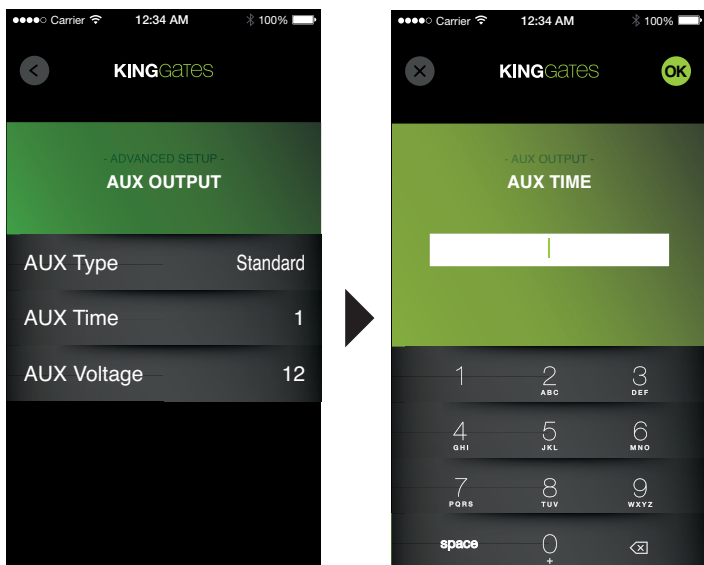 Carrier 12:34 AM 100%
KINGGATES
- ADVANCED SETUP -
AUX OUTPUT
AUX Type Standard
AUX Time 1
AUX Voltage 12
Carrier 12:34 AM 100%
KINGGATES
OK
- AUX OUTPUT -
AUX TIME
1 2 3
ABC DEF
4 5 6
GHI JKL MNO
7 8 9
PQRS TUV WXYZ
space 0
+